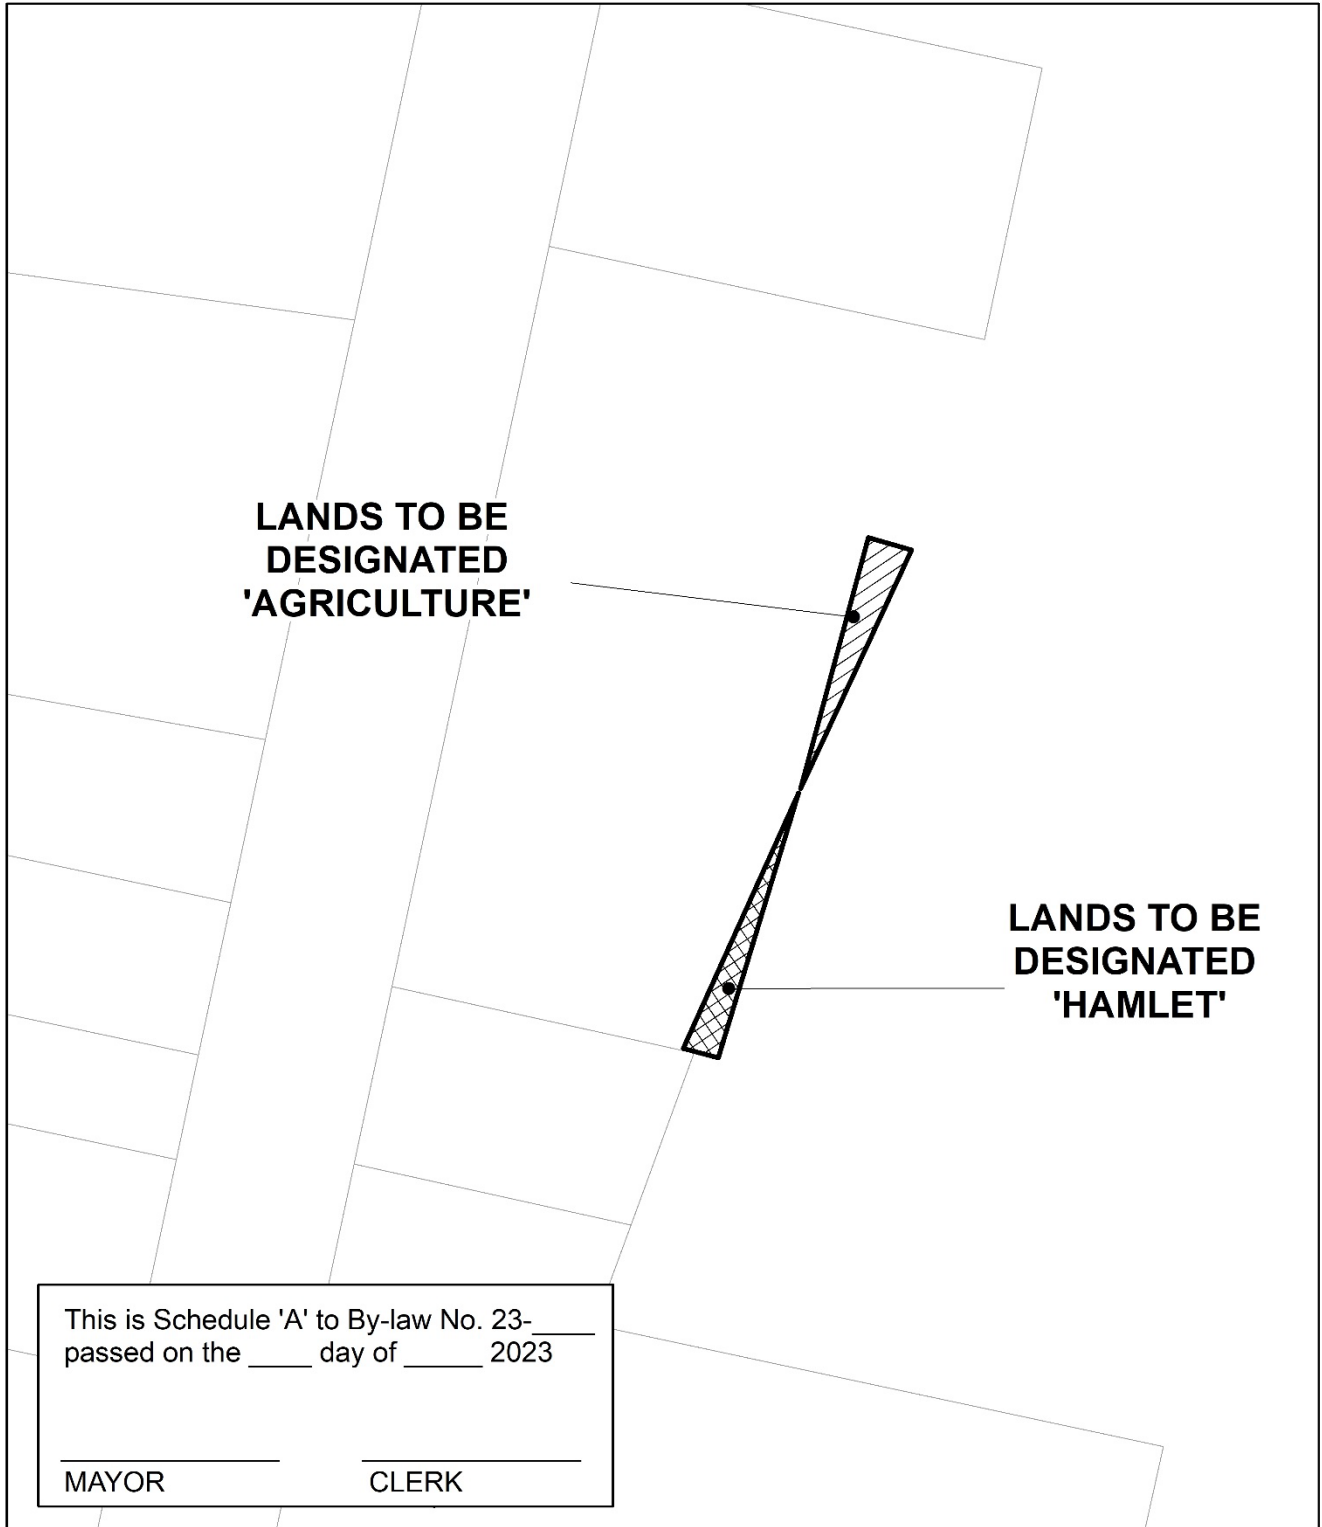 LANDS TO BE
DESIGNATED
'AGRICULTURE'
LANDS TO BE
DESIGNATED
'HAMLET'
This is Schedule 'A' to By-law No. 23-____
passed on the ____ day of _____ 2023
MAYOR
CLERK